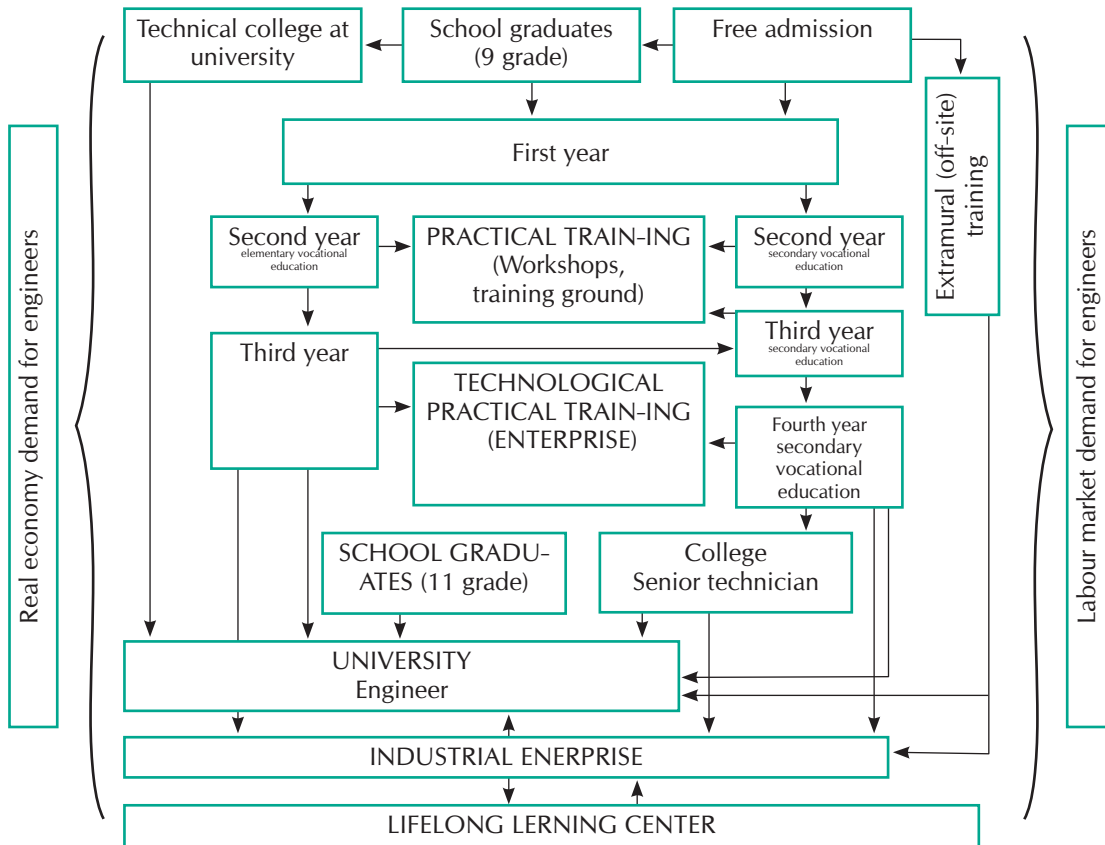 Technical college at
university
School graduates
(9 grade)
Free admission
Extramural (off-site)
training
First year
Second year
elementary vocational
education
PRACTICAL TRAIN-ING
(Workshops,
training ground)
Second year
secondary vocational
education
Third year
Third year
secondary vocational
education
TECHNOLOGICAL
PRACTICAL TRAIN-ING
(ENTERPRISE)
Fourth year
secondary
vocational
education
SCHOOL GRADU-
ATES (11 grade)
College
Senior technician
UNIVERSITY
Engineer
INDUSTRIAL ENERPRISE
LIFELONG LERNING CENTER
Real economy demand for engineers
Labour market demand for engineers